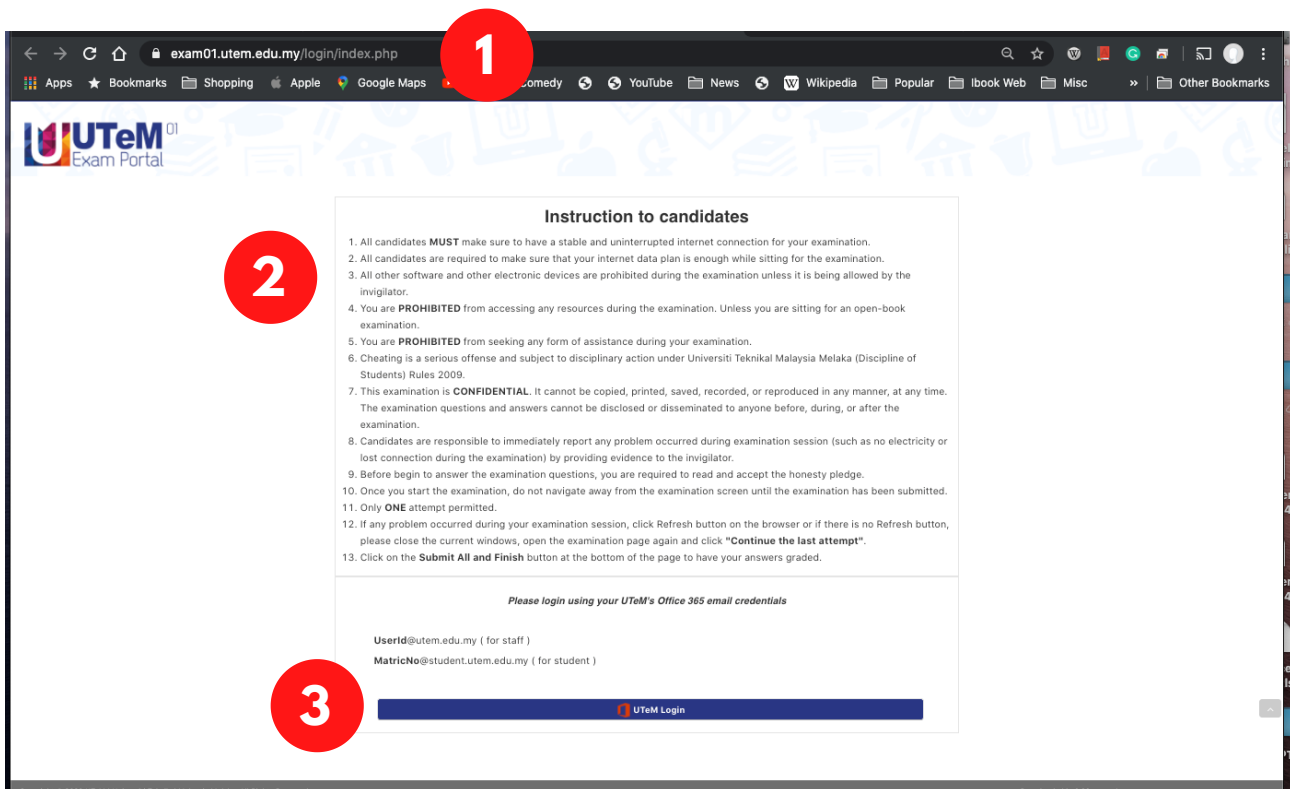 exam01.utem.edu.my/login/index.php
1
Apps Bookmarks Shopping Apple Google Maps Comedy YouTube News Wikipedia Popular Ibook Web Misc » Other Bookmarks
UTeM 01
Exam Portal
Instruction to candidates
2
1. All candidates MUST make sure to have a stable and uninterrupted internet connection for your examination.
2. All candidates are required to make sure that your internet data plan is enough while sitting for the examination.
3. All other software and other electronic devices are prohibited during the examination unless it is being allowed by the
invigilator.
4. You are PROHIBITED from accessing any resources during the examination. Unless you are sitting for an open-book
examination.
5. You are PROHIBITED from seeking any form of assistance during your examination.
6. Cheating is a serious offense and subject to disciplinary action under Universiti Teknikal Malaysia Melaka (Discipline of
Students) Rules 2009.
7. This examination is CONFIDENTIAL. It cannot be copied, printed, saved, recorded, or reproduced in any manner, at any time.
The examination questions and answers cannot be disclosed or disseminated to anyone before, during, or after the
examination.
8. Candidates are responsible to immediately report any problem occurred during examination session (such as no electricity or
lost connection during the examination) by providing evidence to the invigilator.
9. Before begin to answer the examination questions, you are required to read and accept the honesty pledge.
10. Once you start the examination, do not navigate away from the examination screen until the examination has been submitted.
11. Only ONE attempt permitted.
12. If any problem occurred during your examination session, click Refresh button on the browser or if there is no Refresh button,
please close the current windows, open the examination page again and click "Continue the last attempt".
13. Click on the Submit All and Finish button at the bottom of the page to have your answers graded.
Please login using your UTeM's Office 365 email credentials
UserId@utem.edu.my ( for staff )
MatricNo@student.utem.edu.my ( for student )
3
UTeM Login